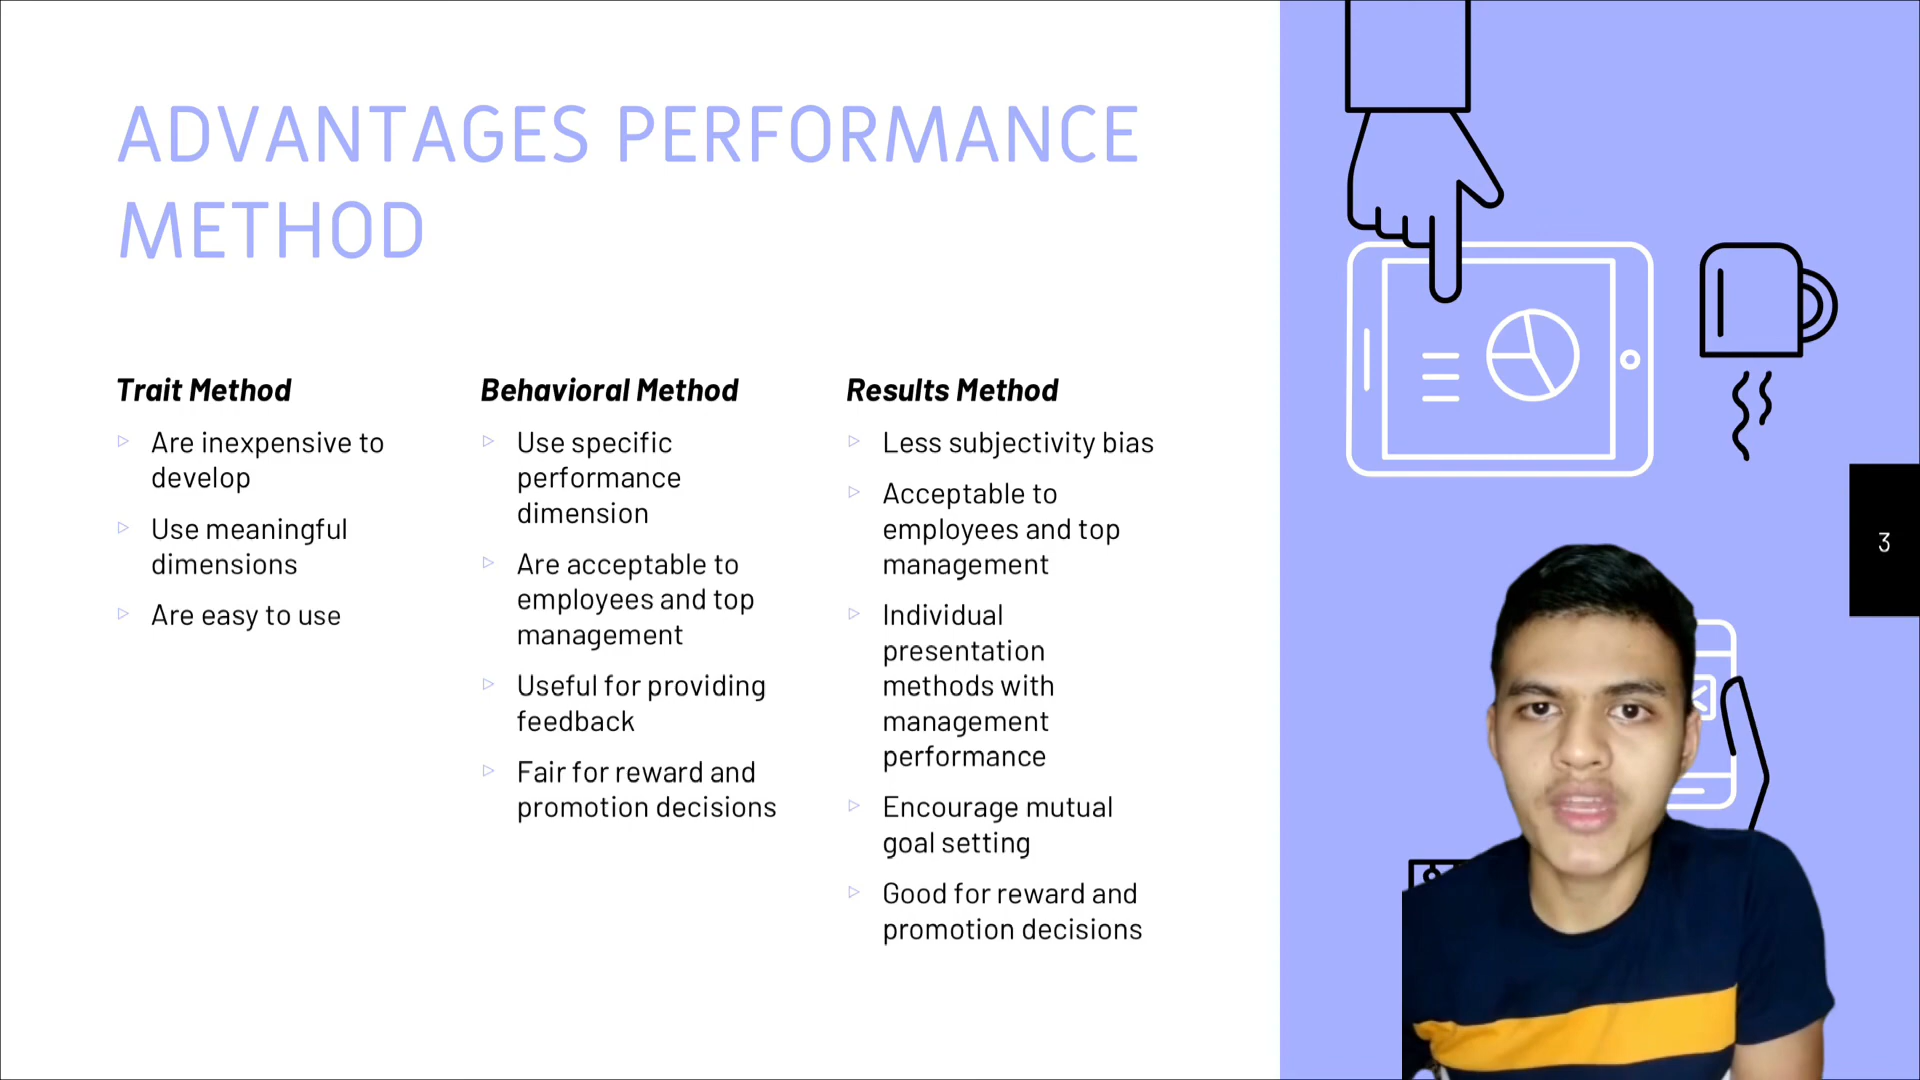 ADVANTAGES PERFORMANCE
METHOD
Trait Method
Are inexpensive to
develop
Use meaningful
dimensions
Are easy to use
Behavioral Method
Use specific
performance
dimension
Are acceptable to
employees and top
management
Useful for providing
feedback
Fair for reward and
promotion decisions
Results Method
Less subjectivity bias
Acceptable to
employees and top
management
Individual
presentation
methods with
management
performance
Encourage mutual
goal setting
Good for reward and
promotion decisions
3